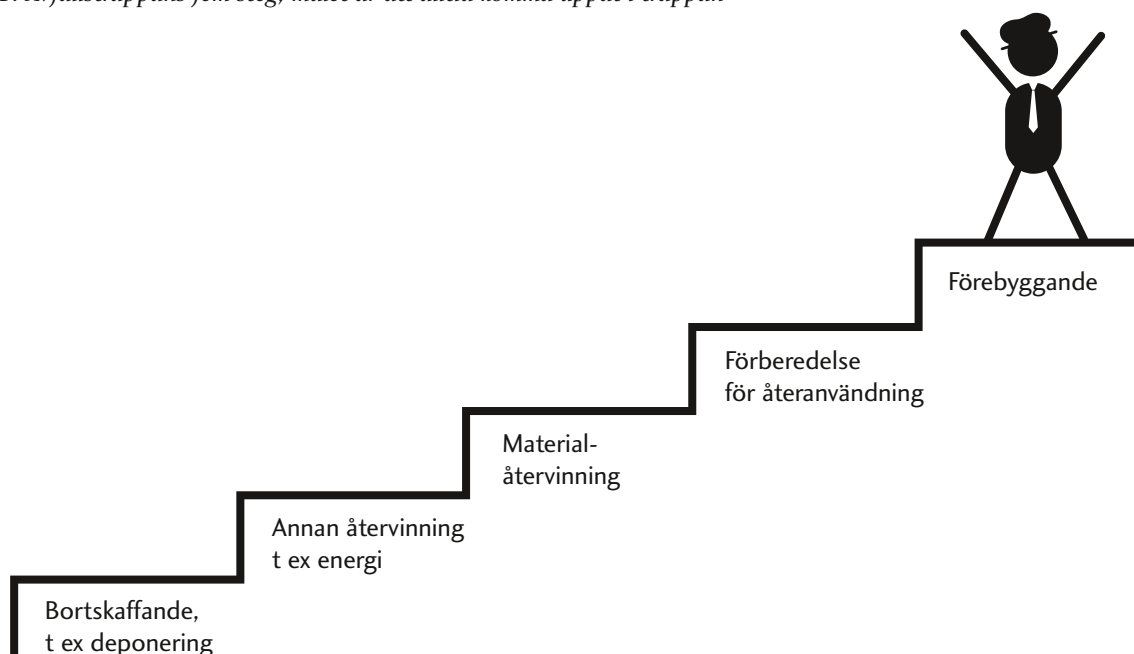 Förebyggande
Förberedelse
för återanvändning
Material-
återvinning
Annan återvinning
t ex energi
Bortskaffande,
t ex deponering